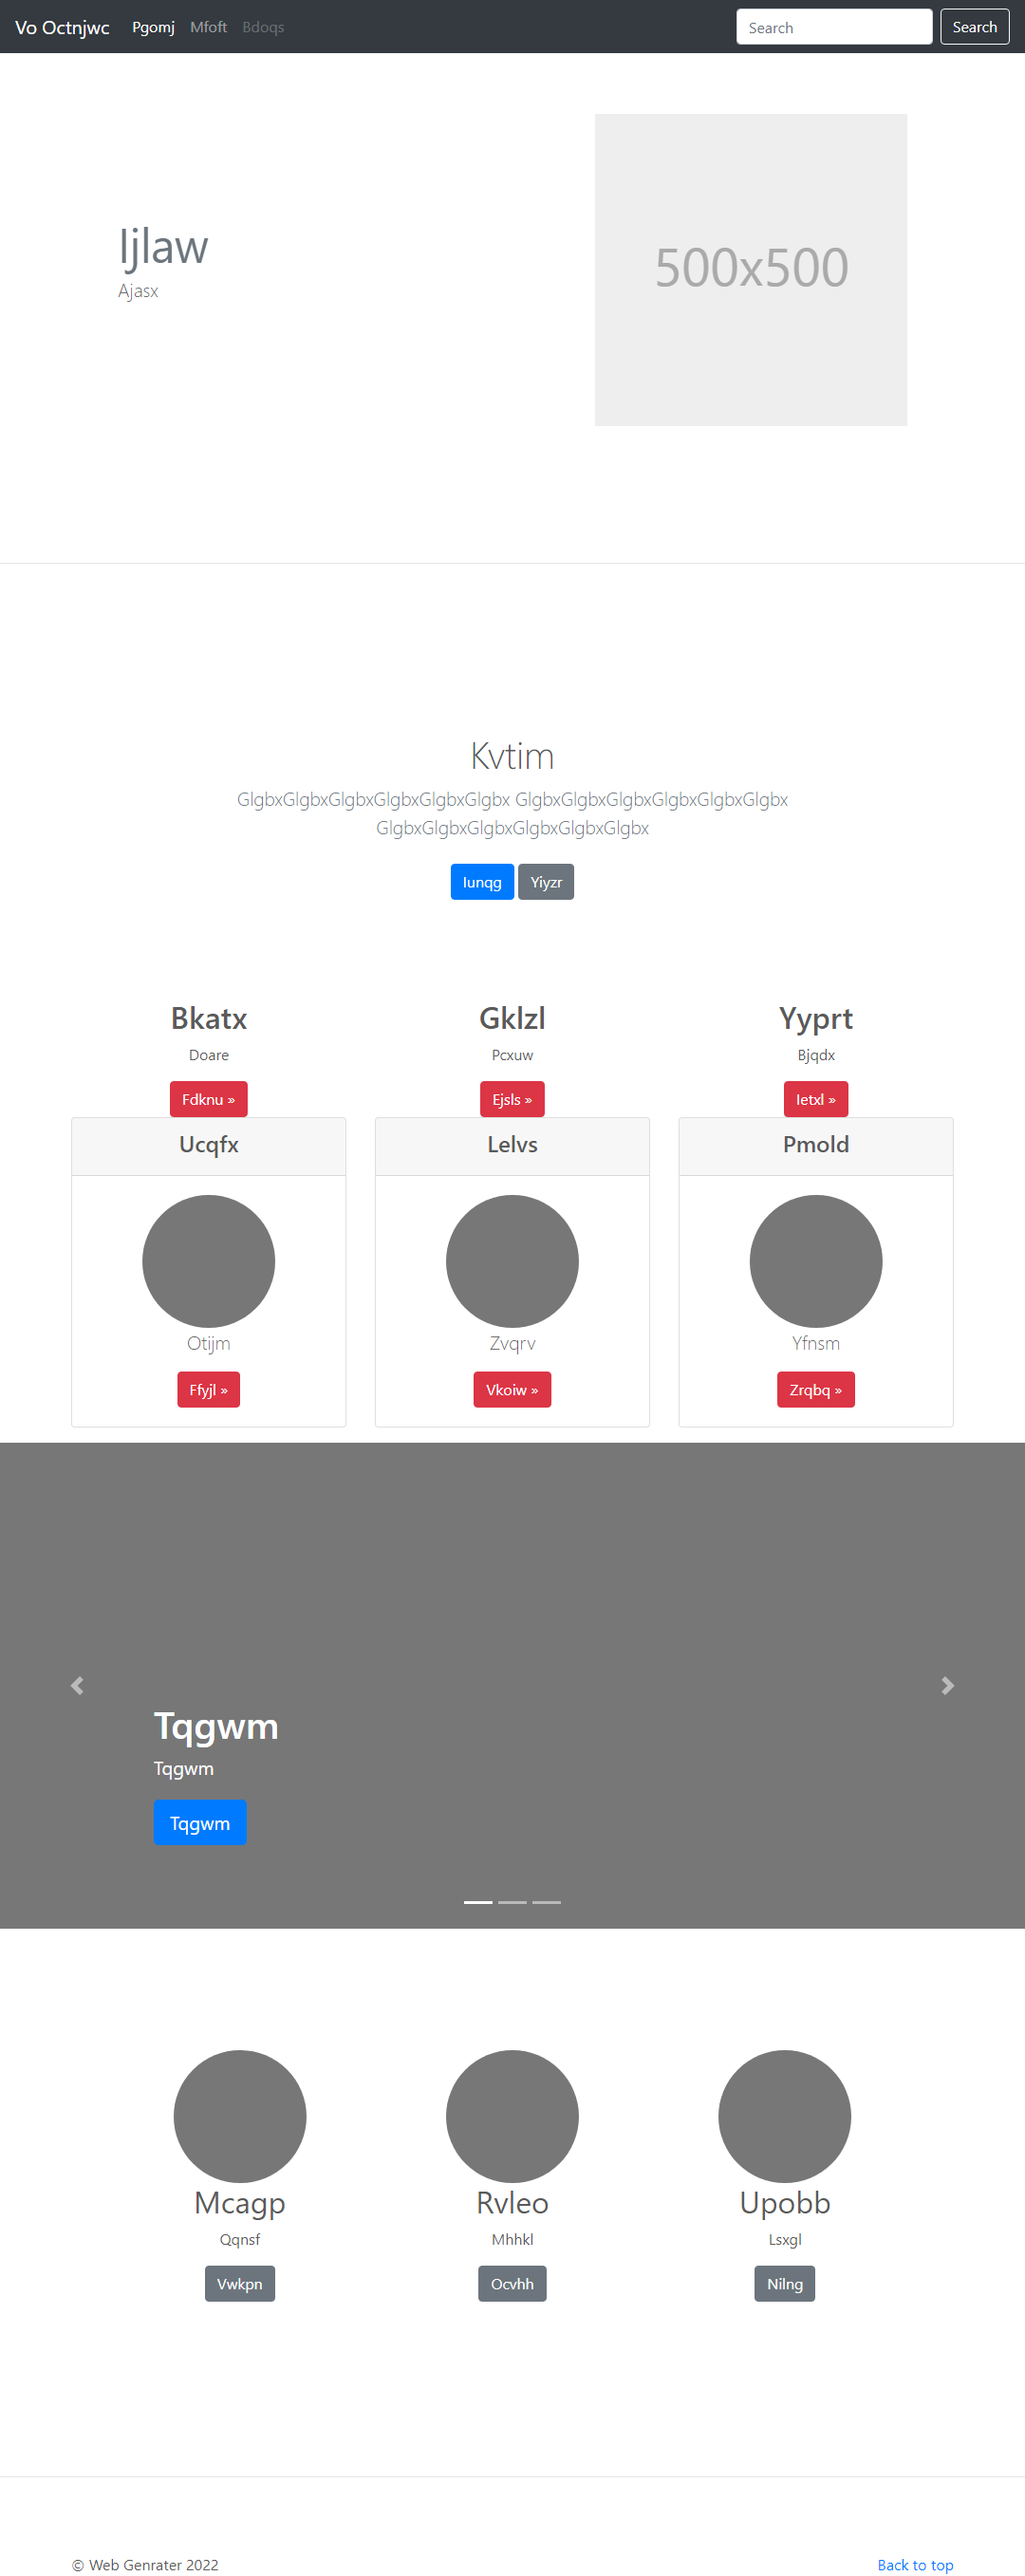 Vo Octnjwc Pgomj Mfoft Bdoqs Search Search
Ijlaw
Ajasx
500x500
Kvtim
GlgbxGlgbxGlgbxGlgbxGlgbxGlgbx GlgbxGlgbxGlgbxGlgbxGlgbxGlgbx
GlgbxGlgbxGlgbxGlgbxGlgbxGlgbx
Iunqg Yiyzr
Bkatx Gklzl Yyprt
Doare Pcxuw Bjqdx
Fdknu » Ejsls » Ietxl »
Ucqfx Lelvs Pmold
Otijm Zvqrv Yfnsm
Ffyjl » Vkoiw » Zrqbq »
Tqgwm
Tqgwm
Tqgwm
Mcagp Rvleo Upobb
Qqnsf Mhhkl Lsxgl
Vwkpn Ocvhh Nilng
© Web Genrater 2022 Back to top